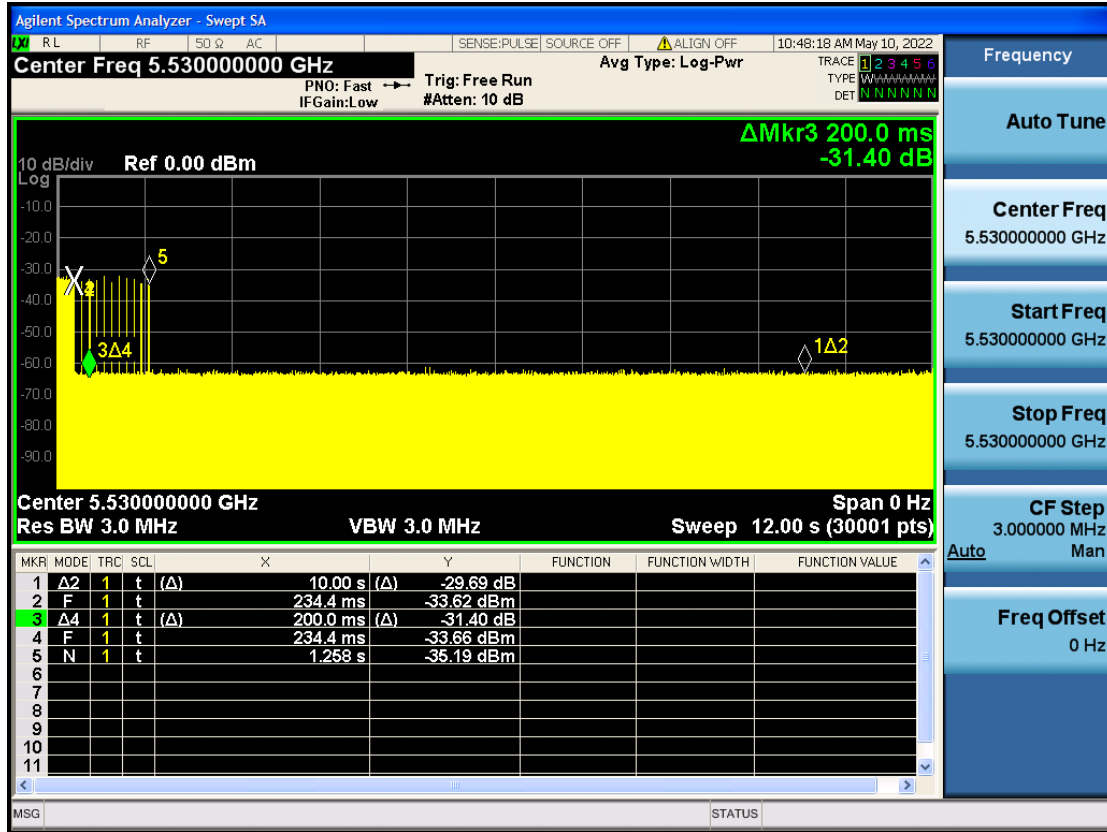 Agilent Spectrum Analyzer - Swept SA
LXI RL RF 50 Ω AC SENSE:PULSE SOURCE OFF ALIGN OFF 10:48:18 AM May 10, 2022
Center Freq 5.530000000 GHz
PNO: Fast
IFGain:Low
Trig: Free Run
#Atten: 10 dB
Avg Type: Log-Pwr
TRACE 1 2 3 4 5 6
TYPE WWWWWW
DET N N N N N N
ΔMkr3 200.0 ms
-31.40 dB
10 dB/div Ref 0.00 dBm
Log
-10.0
-20.0
-30.0
-40.0
-50.0
-60.0
-70.0
-80.0
-90.0
5
3Δ4
1Δ2
Center 5.530000000 GHz Span 0 Hz
Res BW 3.0 MHz VBW 3.0 MHz Sweep 12.00 s (30001 pts)
MKR MODE TRC SCL X Y FUNCTION FUNCTION WIDTH FUNCTION VALUE
1 Δ2 1 t (Δ) 10.00 s (Δ) -29.69 dB
2 F 1 t 234.4 ms -33.62 dBm
3 Δ4 1 t (Δ) 200.0 ms (Δ) -31.40 dB
4 F 1 t 234.4 ms -33.66 dBm
5 N 1 t 1.258 s -35.19 dBm
6
7
8
9
10
11
MSG STATUS
Frequency
Auto Tune
Center Freq
5.530000000 GHz
Start Freq
5.530000000 GHz
Stop Freq
5.530000000 GHz
CF Step
3.000000 MHz
Auto Man
Freq Offset
0 Hz